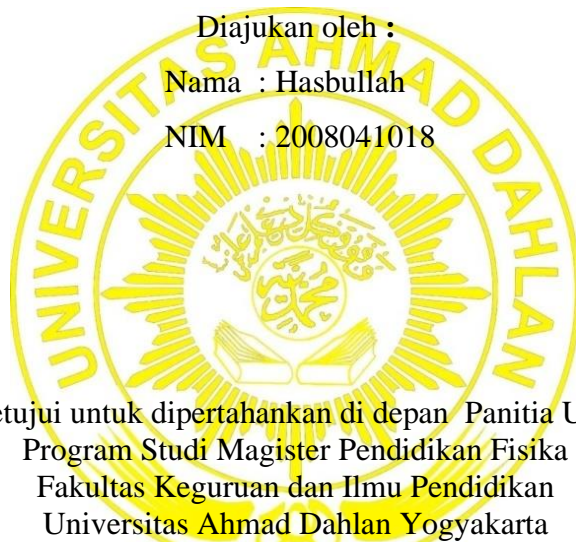 Diajukan oleh :
Nama : Hasbullah
NIM : 2008041018
UNIVERSITAS AHMAD DAHLAN
untuk dipertahankan di depan Panitia
Program Studi Magister Pendidikan Fisika
Fakultas Keguruan dan Ilmu Pendidikan
Universitas Ahmad Dahlan Yogyakarta